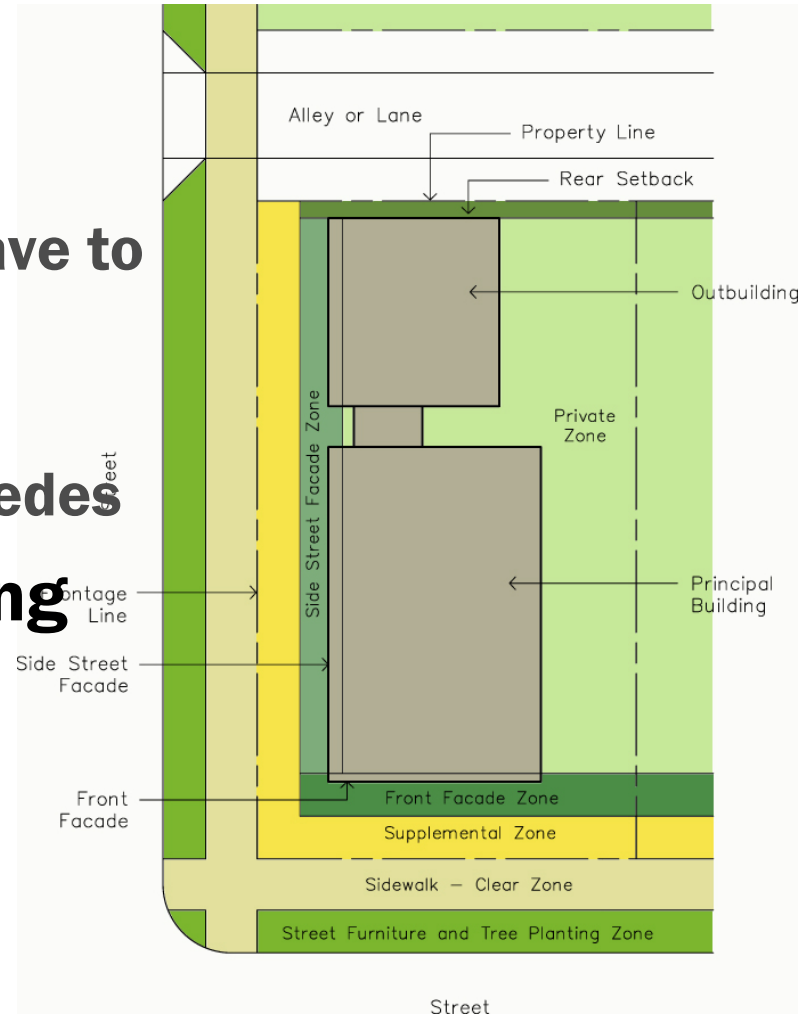 Alley or Lane
Property Line
Rear Setback
ave to
Outbuilding
Side Street Facade Zone
Private
Zone
edes
ng
Line
Principal
Building
Side Street
Facade
Front
Facade
Front Facade Zone
Supplemental Zone
Sidewalk – Clear Zone
Street Furniture and Tree Planting Zone
Street